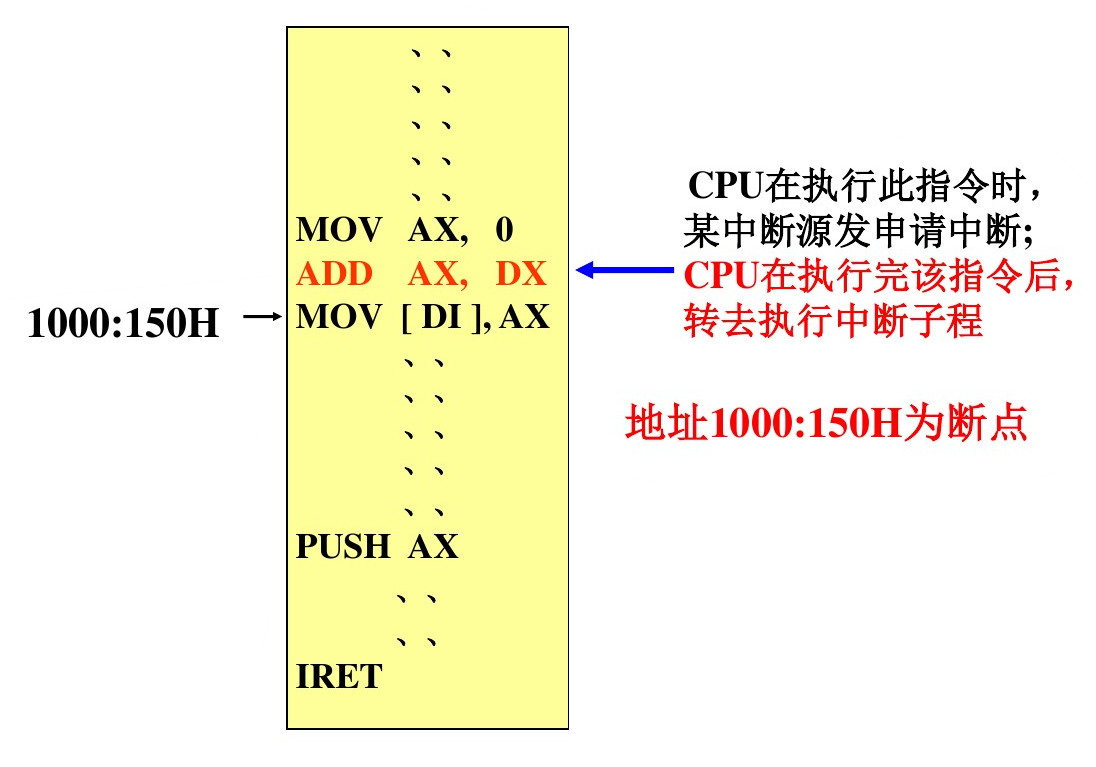 、、
、、
、、
、、
、、
MOV AX, 0
ADD AX, DX
MOV [ DI ], AX
、、
、、
、、
、、
、、
PUSH AX
、、
、、
IRET
1000:150H
CPU在执行此指令时，
某中断源发申请中断;
CPU在执行完该指令后，
转去执行中断子程
地址1000:150H为断点